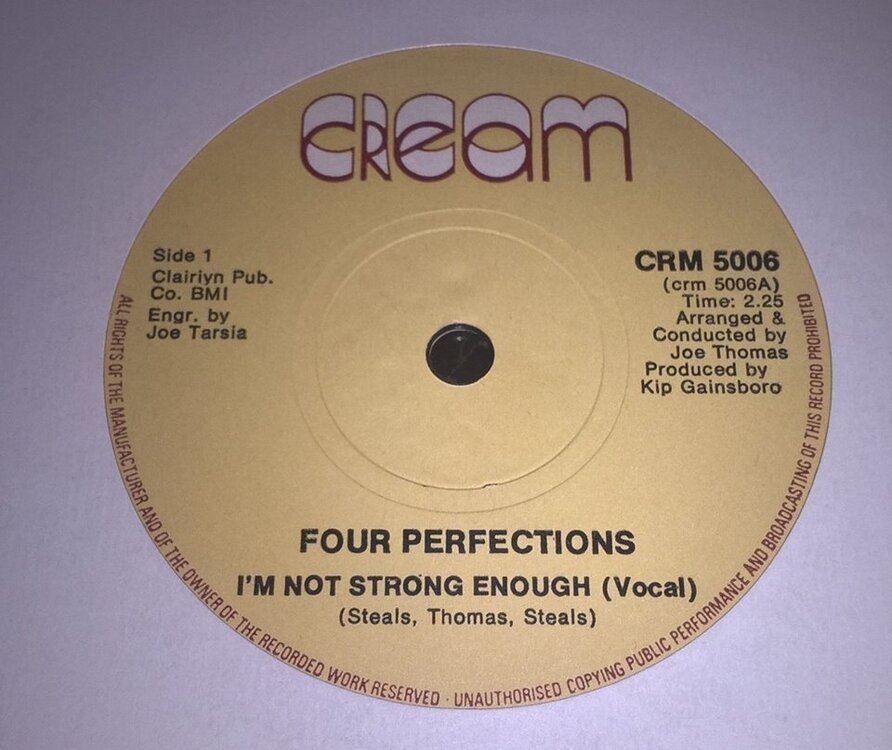 CReam
Side 1
Clairlyn Pub.
Co. BMI
Engr. by
Joe Tarsia
CRM 5006
(crm 5006A)
Time: 2.25
Arranged &
Conducted by
Joe Thomas
Produced by
Kip Gainsboro
FOUR PERFECTIONS
I'M NOT STRONG ENOUGH (Vocal)
(Steals, Thomas, Steals)
ALL RIGHTS OF THE MANUFACTURER AND OF THE OWNER OF THE RECORDED WORK RESERVED · UNAUTHORISED COPYING PUBLIC PERFORMANCE AND BROADCASTING OF THIS RECORD PROHIBITED